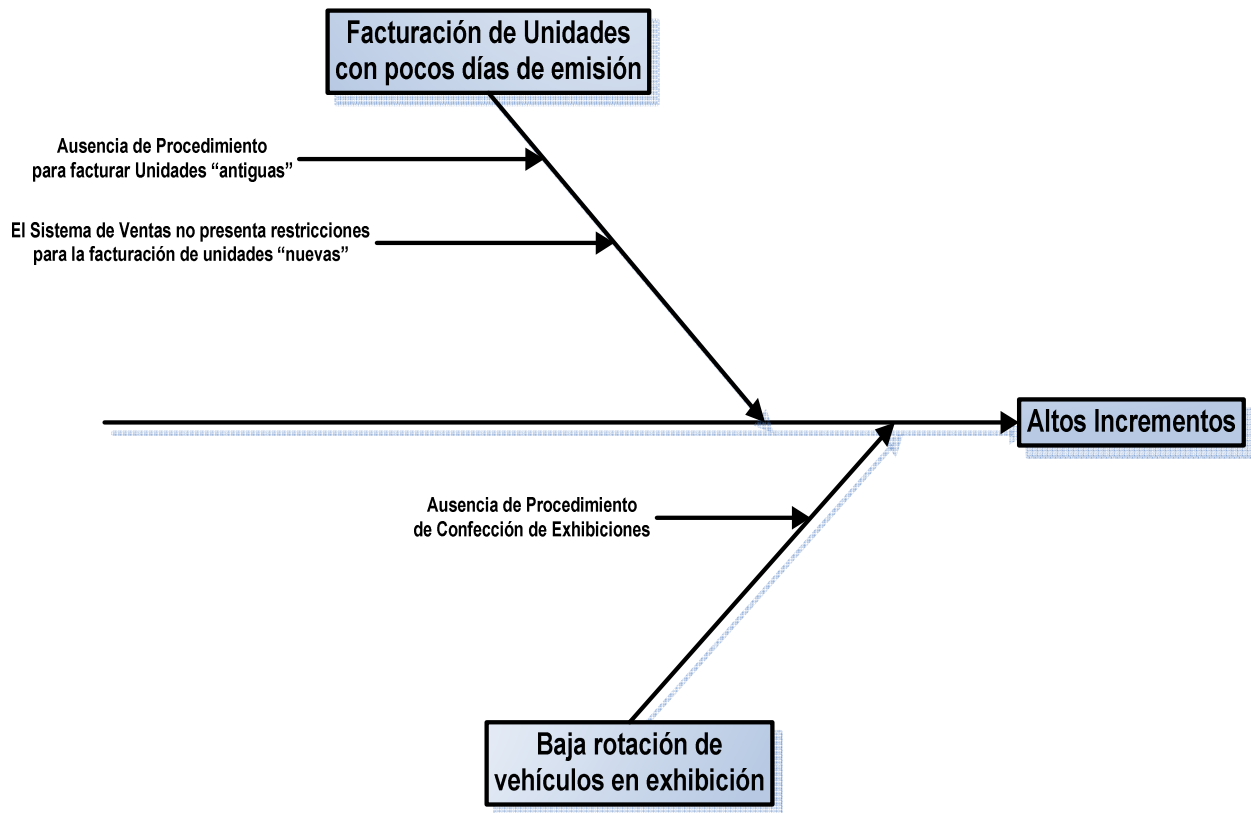 Facturación de Unidades
con pocos días de emisión
Ausencia de Procedimiento
para facturar Unidades “antiguas”
El Sistema de Ventas no presenta restricciones
para la facturación de unidades “nuevas”
Altos Incrementos
Ausencia de Procedimiento
de Confección de Exhibiciones
Baja rotación de
vehículos en exhibición